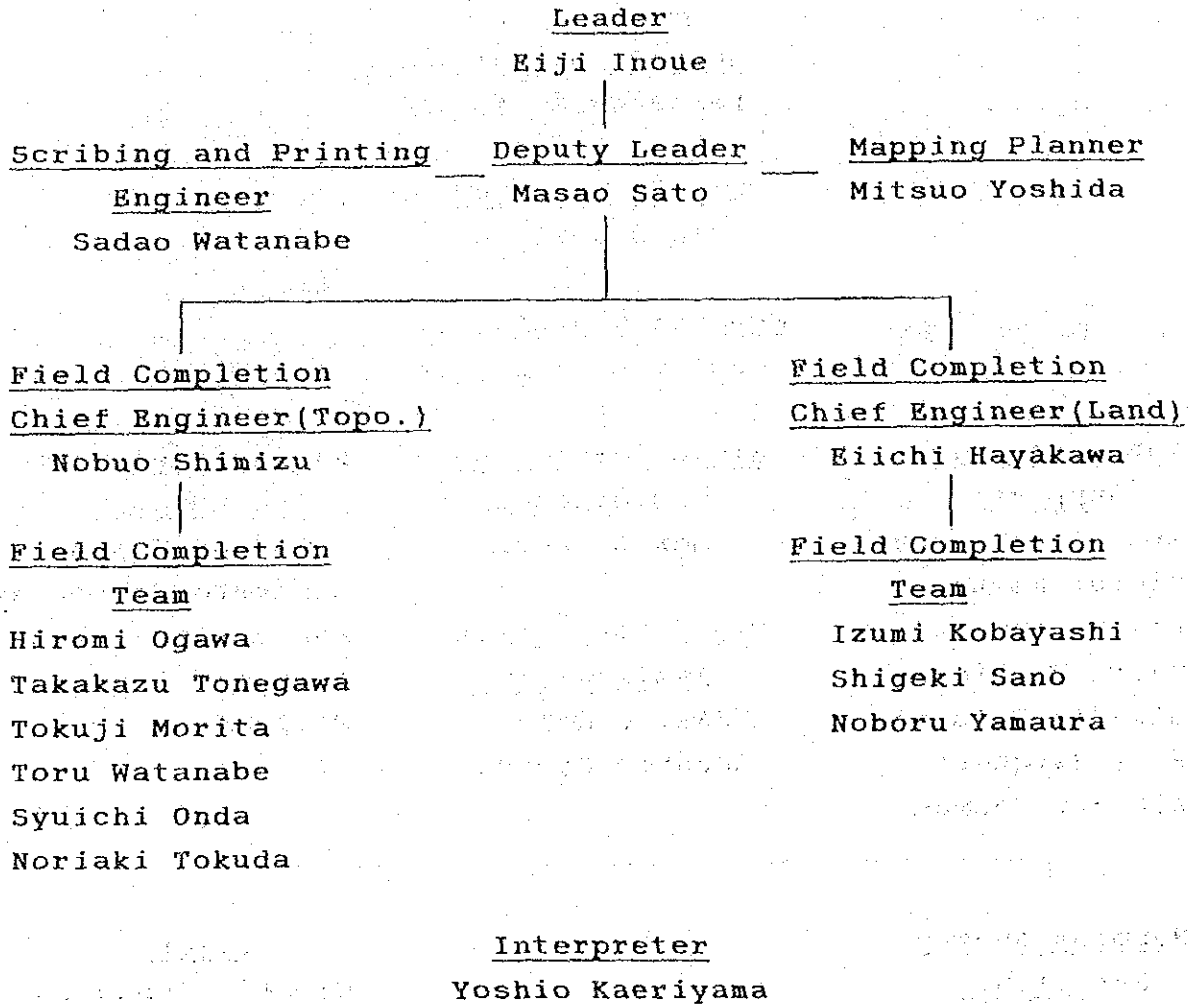 Leader
Eiji Inoue
Scribing and Printing
Engineer
Sadao Watanabe
Deputy Leader
Masao Sato
Mapping Planner
Mitsuo Yoshida
Field Completion
Chief Engineer(Topo.)
Nobuo Shimizu
Field Completion
Team
Hiromi Ogawa
Takakazu Tonegawa
Tokuji Morita
Toru Watanabe
Syuichi Onda
Noriaki Tokuda
Field Completion
Chief Engineer(Land)
Eiichi Hayakawa
Field Completion
Team
Izumi Kobayashi
Shigeki Sano
Noboru Yamaura
Interpreter
Yoshio Kaeriyama